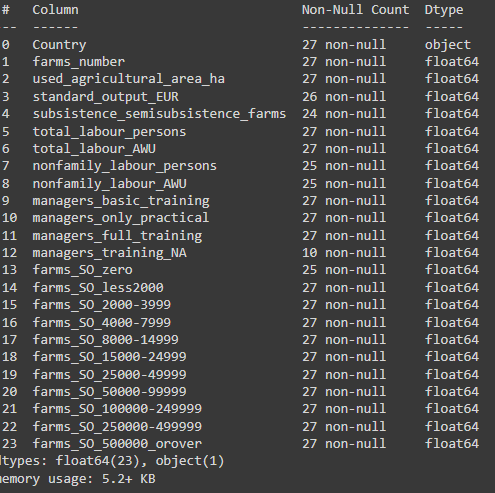 # Column Non-Null Count Dtype
-- ------ -------------- -----
0 Country 27 non-null object
1 farms_number 27 non-null float64
2 used_agricultural_area_ha 27 non-null float64
3 standard_output_EUR 26 non-null float64
4 subsistence_semisubsistence_farms 24 non-null float64
5 total_labour_persons 27 non-null float64
6 total_labour_AWU 27 non-null float64
7 nonfamily_labour_persons 25 non-null float64
8 nonfamily_labour_AWU 25 non-null float64
9 managers_basic_training 27 non-null float64
10 managers_only_practical 27 non-null float64
11 managers_full_training 27 non-null float64
12 managers_training_NA 10 non-null float64
13 farms_SO_zero 25 non-null float64
14 farms_SO_less2000 27 non-null float64
15 farms_SO_2000-3999 27 non-null float64
16 farms_SO_4000-7999 27 non-null float64
17 farms_SO_8000-14999 27 non-null float64
18 farms_SO_15000-24999 27 non-null float64
19 farms_SO_25000-49999 27 non-null float64
20 farms_SO_50000-99999 27 non-null float64
21 farms_SO_100000-249999 27 non-null float64
22 farms_SO_250000-499999 27 non-null float64
23 farms_SO_500000_orover 27 non-null float64
dtypes: float64(23), object(1)
memory usage: 5.2+ KB